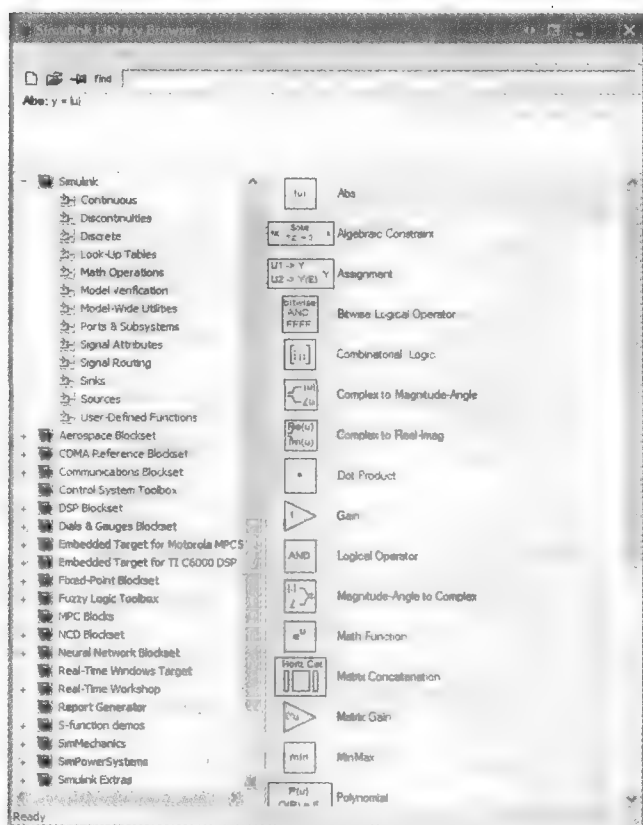 Simulink Library Browser
Find
Abs: y = |u|
Simulink
Continuous
Discontinuities
Discrete
Look-Up Tables
Math Operations
Model Verification
Model-Wide Utilities
Ports & Subsystems
Signal Attributes
Signal Routing
Sinks
Sources
User-Defined Functions
Aerospace Blockset
CDMA Reference Blockset
Communications Blockset
Control System Toolbox
DSP Blockset
Dials & Gauges Blockset
Embedded Target for Motorola MPC5
Embedded Target for TI C6000 DSP
Fixed-Point Blockset
Fuzzy Logic Toolbox
MPC Blocks
NCD Blockset
Neural Network Blockset
Real-Time Windows Target
Real-Time Workshop
Report Generator
S-function demos
SimMechanics
SimPowerSystems
Simulink Extras
|u| Abs
Solve Algebraic Constraint
U1 -> Y
U2 -> Y(E) Y Assignment
bitwise
AND
FFFF Bitwise Logical Operator
Combinatorial Logic
|u|
∠u Complex to Magnitude-Angle
Re(u)
Im(u) Complex to Real-Imag
Dot Product
1 Gain
AND Logical Operator
Magnitude-Angle to Complex
e^u Math Function
Horiz Cat Matrix Concatenation
Matrix Gain
min MinMax
P(u)
Polynomial
Ready